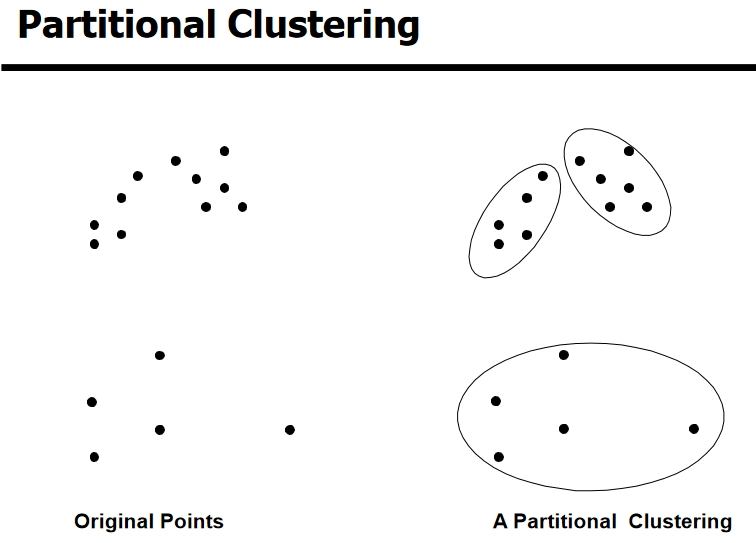 Partitional Clustering
Original Points
A Partitional Clustering